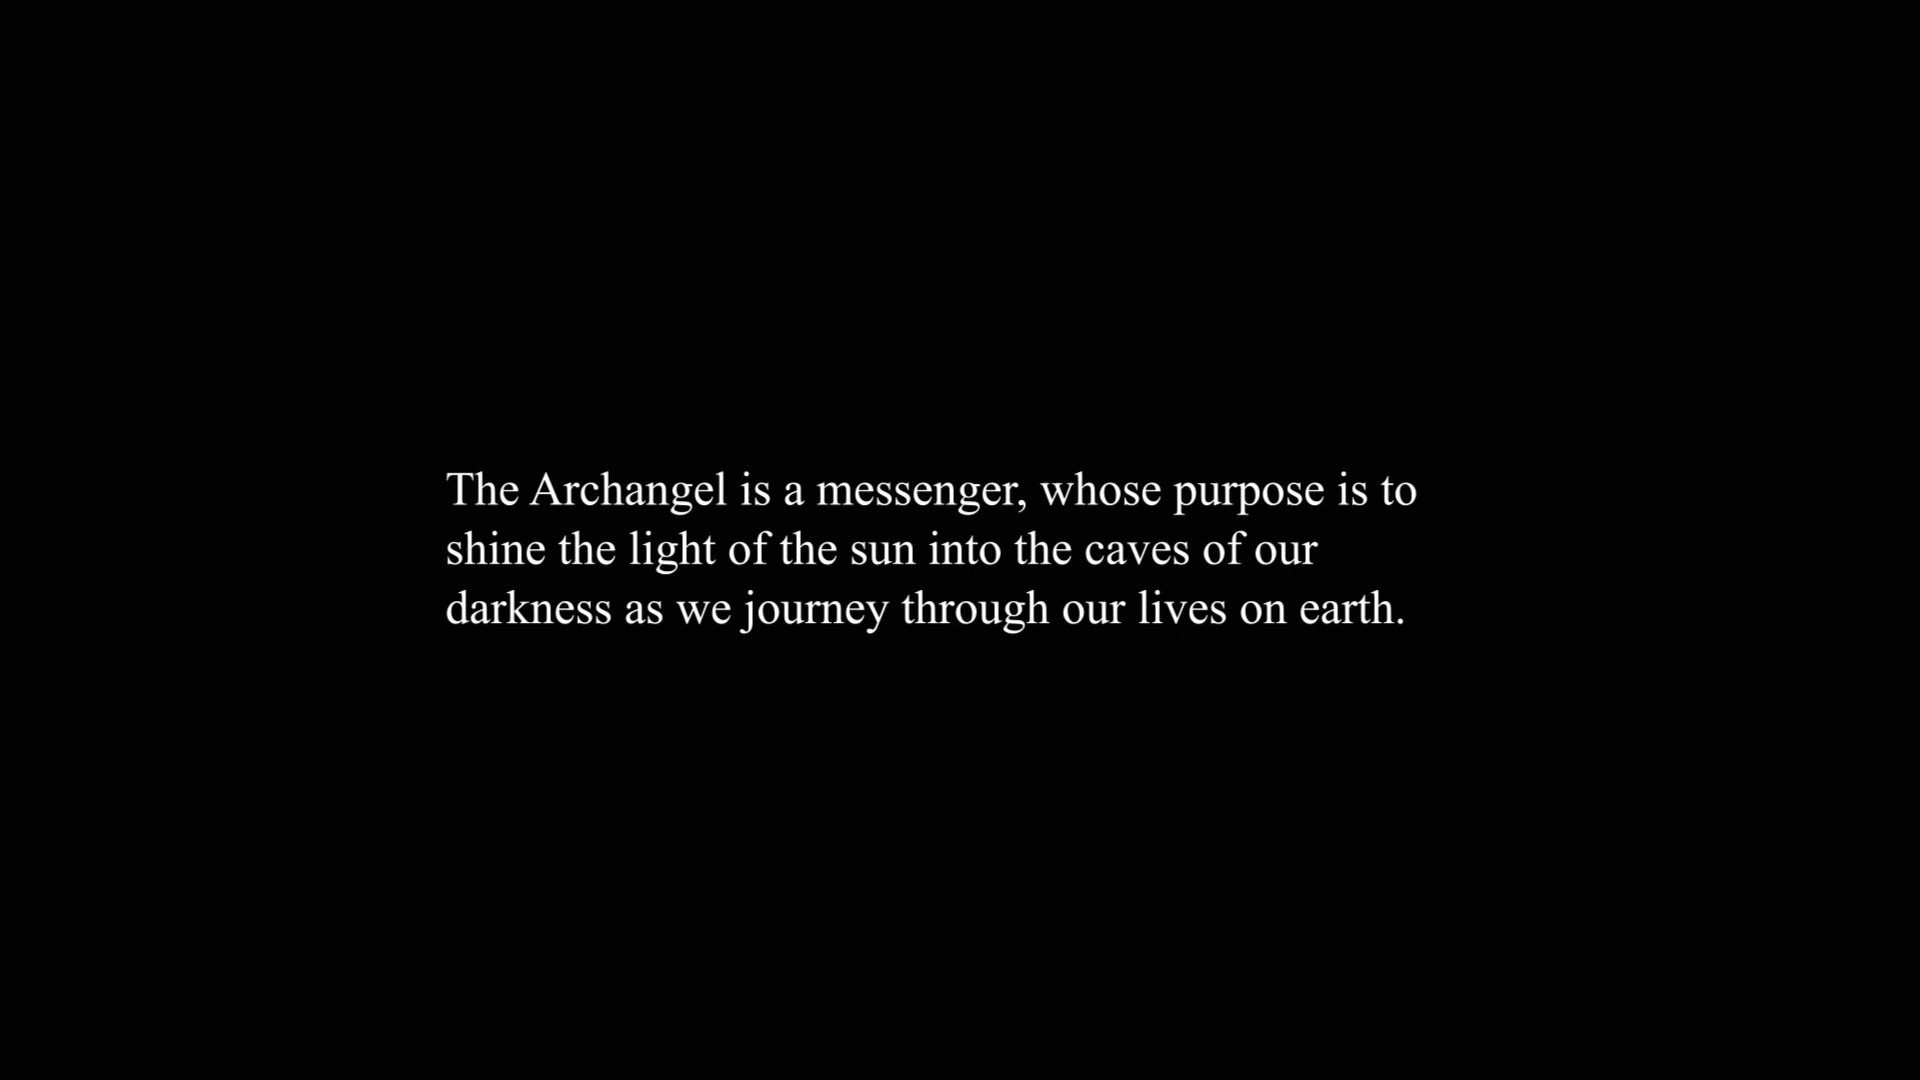 The Archangel is a messenger, whose purpose is to
shine the light of the sun into the caves of our
darkness as we journey through our lives on earth.